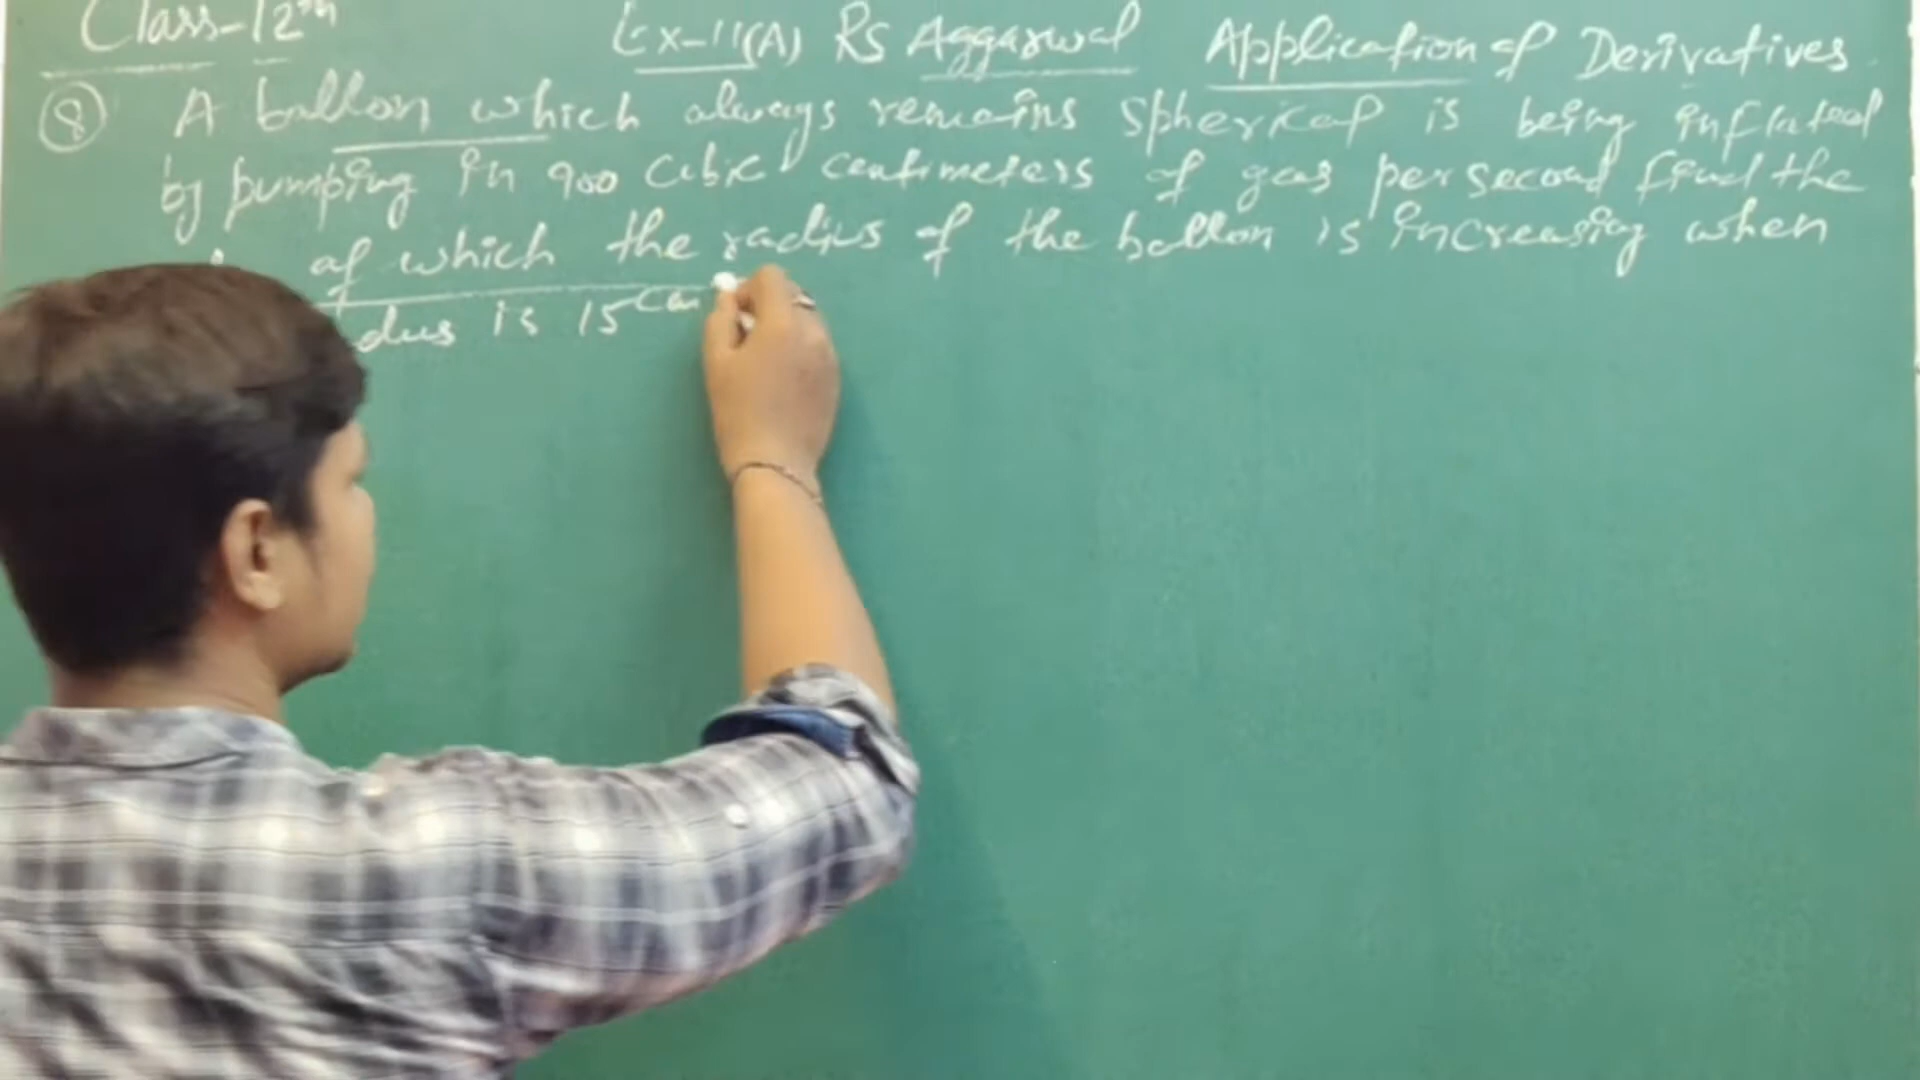 Class-12th Ex-11(A) RS Aggarwal Application of Derivatives
8 A ballon which always remains spherical is being inflated
by pumping in 900 cubic centimeters of gas per second find the
of which the radius of the ballon is increasing when
dius is 15 cm